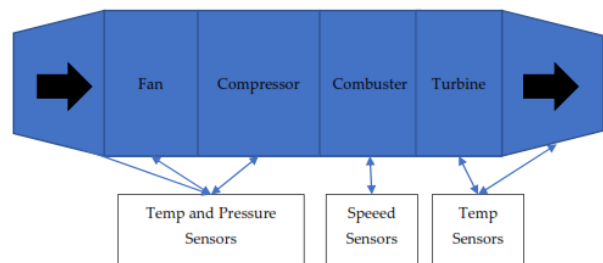 Fan
Compressor
Combuster
Turbine
Temp and Pressure
Sensors
Speeed
Sensors
Temp
Sensors